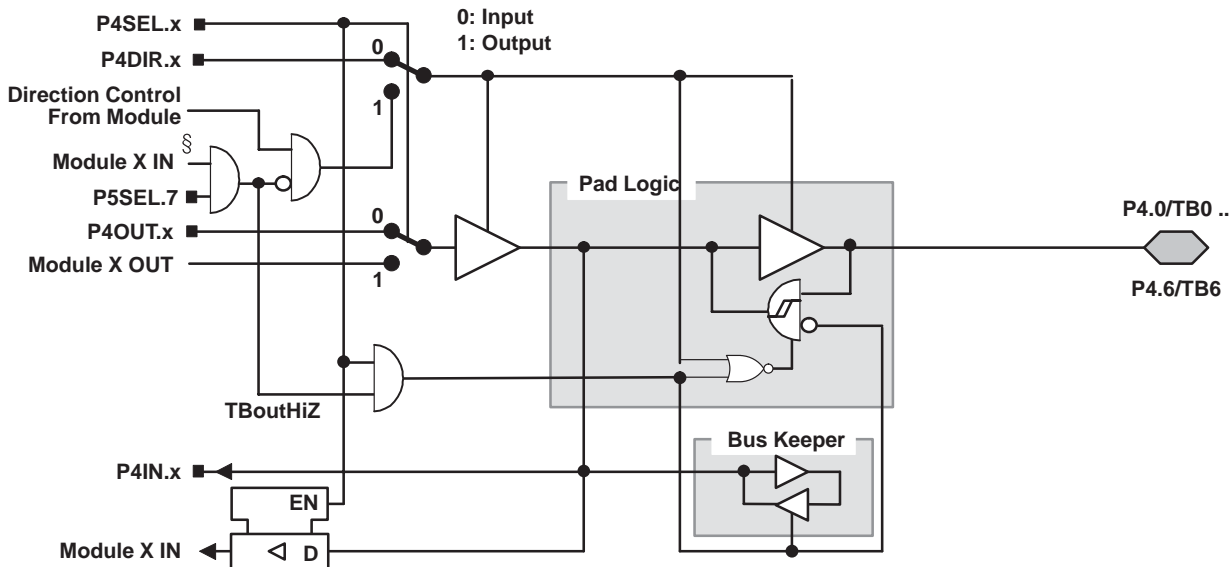 P4SEL.x
0: Input
1: Output
P4DIR.x
0
Direction Control
From Module
1
§
Module X IN
P5SEL.7
Pad Logic
P4OUT.x
0
P4.0/TB0 ..
Module X OUT
1
P4.6/TB6
TBoutHiZ
Bus Keeper
P4IN.x
EN
Module X IN
D